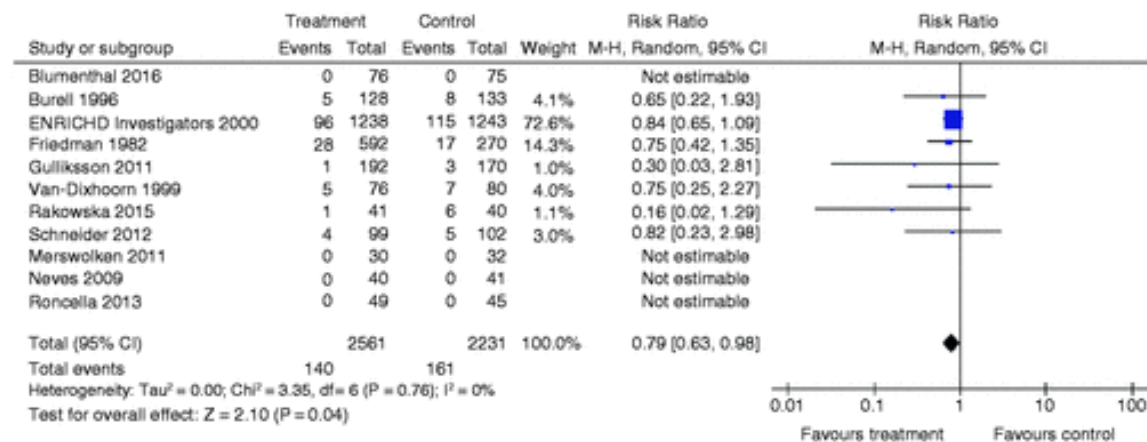 Treatment Control Risk Ratio Risk Ratio
Study or subgroup Events Total Events Total Weight M-H, Random, 95% CI M-H, Random, 95% CI
Blumenthal 2016 0 76 0 75 Not estimable
Burell 1996 5 128 8 133 4.1% 0.65 [0.22, 1.93]
ENRICHD Investigators 2000 96 1238 115 1243 72.6% 0.84 [0.65, 1.09]
Friedman 1982 28 592 17 270 14.3% 0.75 [0.42, 1.35]
Gulliksson 2011 1 192 3 170 1.0% 0.30 [0.03, 2.81]
Van-Dixhoorn 1999 5 76 7 80 4.0% 0.75 [0.25, 2.27]
Rakowska 2015 1 41 6 40 1.1% 0.16 [0.02, 1.29]
Schneider 2012 4 99 5 102 3.0% 0.82 [0.23, 2.98]
Merswolken 2011 0 30 0 32 Not estimable
Neves 2009 0 40 0 41 Not estimable
Roncella 2013 0 49 0 45 Not estimable
Total (95% CI) 2561 2231 100.0% 0.79 [0.63, 0.98]
Total events 140 161
Heterogeneity: Tau² = 0.00; Chi² = 3.35, df= 6 (P = 0.76); I² = 0%
Test for overall effect: Z = 2.10 (P = 0.04)
0.01 0.1 1 10 100
Favours treatment Favours control